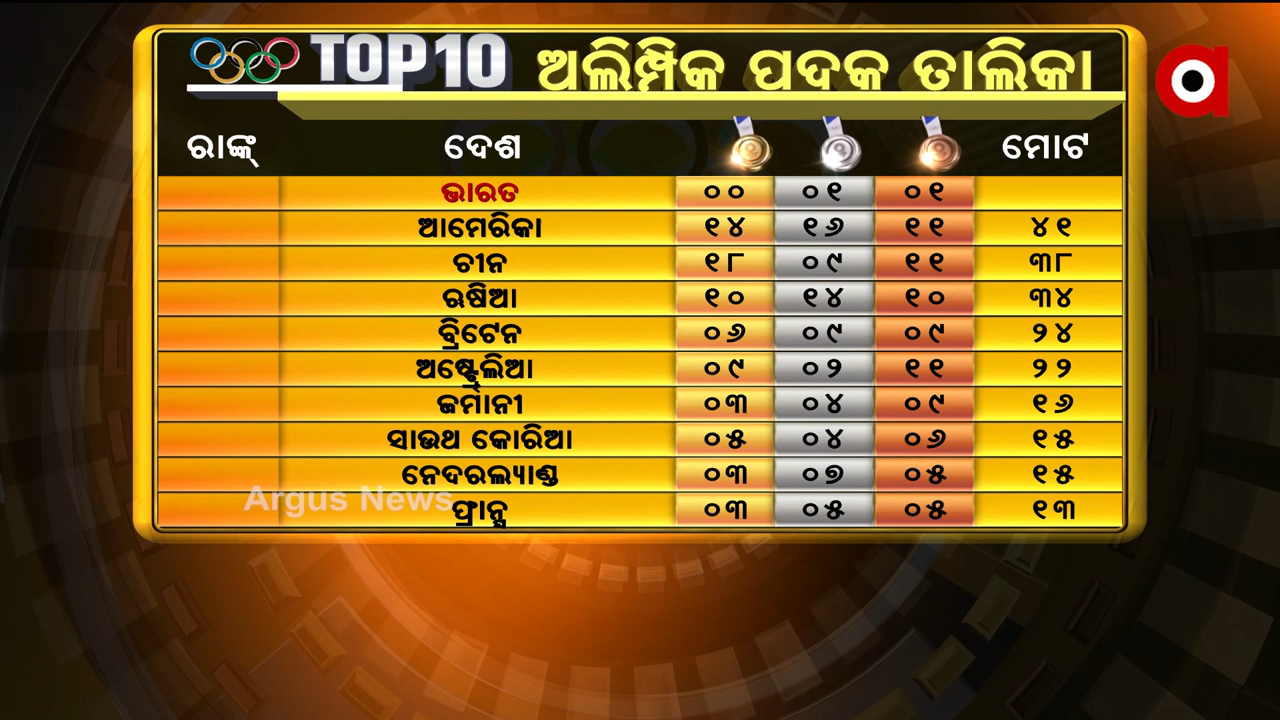 TOP10 ଅଲିମ୍ପିକ ପଦକ ତାଲିକା
ରାଙ୍କ୍ ଦେଶ ମୋଟ
ଭାରତ ୦୦ ୦୧ ୦୧
ଆମେରିକା ୧୪ ୧୬ ୧୧ ୪୧
ଚୀନ ୧୮ ୦୯ ୧୧ ୩୮
ଋଷିଆ ୧୦ ୧୪ ୧୦ ୩୪
ବ୍ରିଟେନ ୦୬ ୦୯ ୦୯ ୨୪
ଅଷ୍ଟ୍ରେଲିଆ ୦୯ ୦୨ ୧୧ ୨୨
ଜର୍ମାନୀ ୦୩ ୦୪ ୦୯ ୧୬
ସାଉଥ କୋରିଆ ୦୫ ୦୪ ୦୬ ୧୫
ନେଦରଲ୍ୟାଣ୍ଡ ୦୩ ୦୭ ୦୫ ୧୫
ଫ୍ରାନ୍ସ ୦୩ ୦୫ ୦୫ ୧୩
Argus News